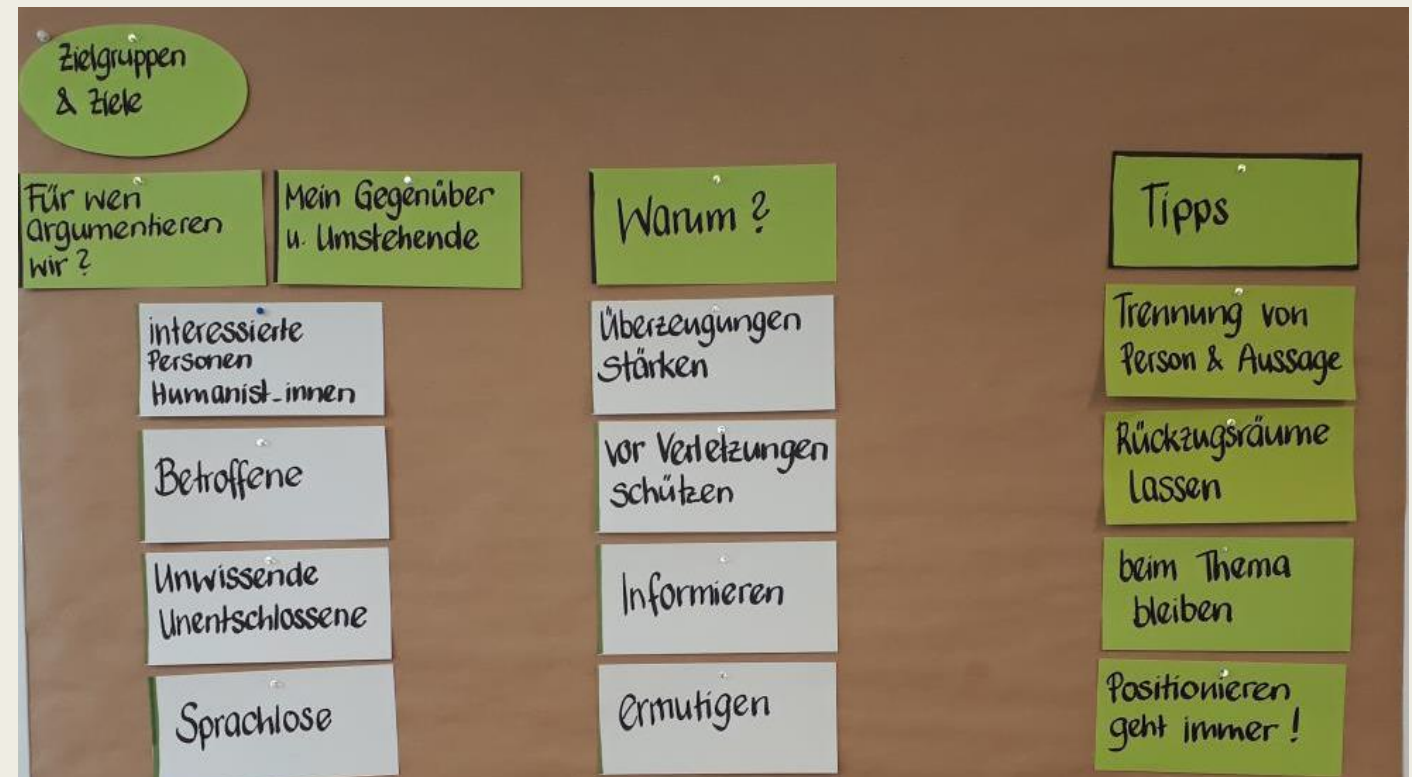 Zielgruppen
& Ziele
Für wen
argumentieren
wir?
Mein Gegenüber
u. Umstehende
Warum?
Tipps
interessierte
Personen
Humanist_innen
Überzeugungen
stärken
Trennung von
Person & Aussage
Betroffene
vor Verletzungen
schützen
Rückzugsräume
lassen
Unwissende
Unentschlossene
Informieren
beim Thema
bleiben
Sprachlose
ermutigen
Positionieren
geht immer!